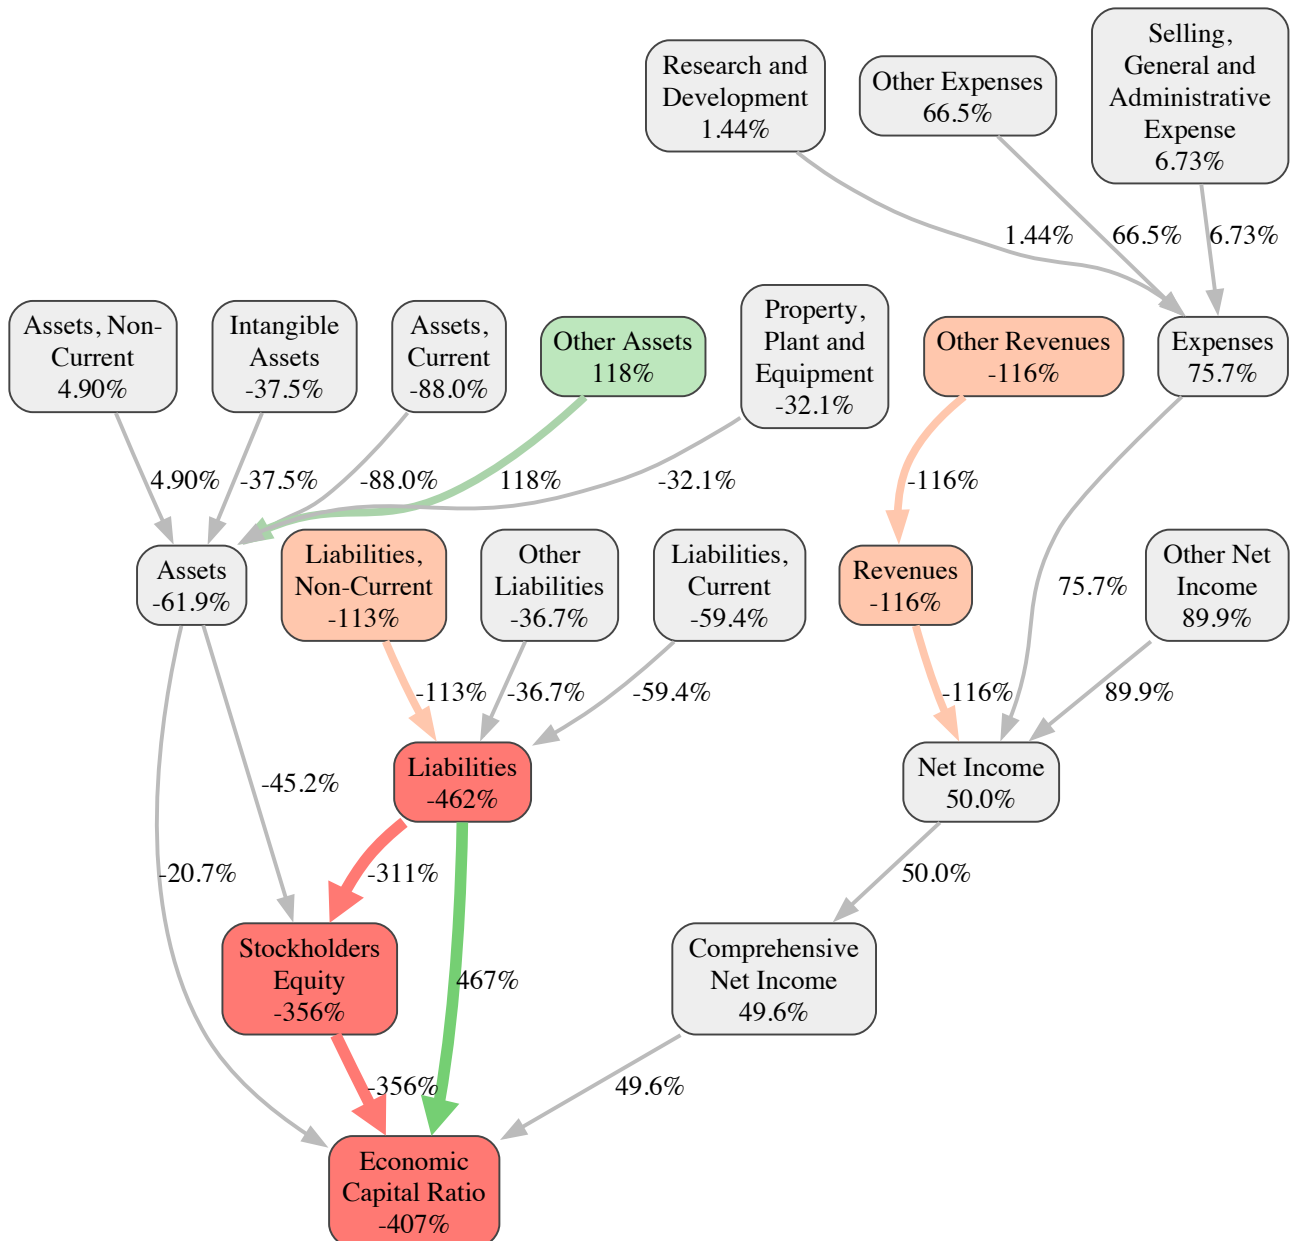 Research and
Development
1.44%
Other Expenses
66.5%
Selling,
General and
Administrative
Expense
6.73%
1.44%
66.5%
6.73%
Assets, Non-
Current
4.90%
Intangible
Assets
-37.5%
Assets,
Current
-88.0%
Other Assets
118%
Property,
Plant and
Equipment
-32.1%
Other Revenues
-116%
Expenses
75.7%
4.90%
-37.5%
-88.0%
118%
-32.1%
-116%
Assets
-61.9%
Liabilities,
Non-Current
-113%
Other
Liabilities
-36.7%
Liabilities,
Current
-59.4%
Revenues
-116%
75.7%
Other Net
Income
89.9%
-113%
-36.7%
-59.4%
-116%
89.9%
-45.2%
Liabilities
-462%
Net Income
50.0%
-20.7%
-311%
50.0%
Stockholders
Equity
-356%
467%
Comprehensive
Net Income
49.6%
-356%
49.6%
Economic
Capital Ratio
-407%